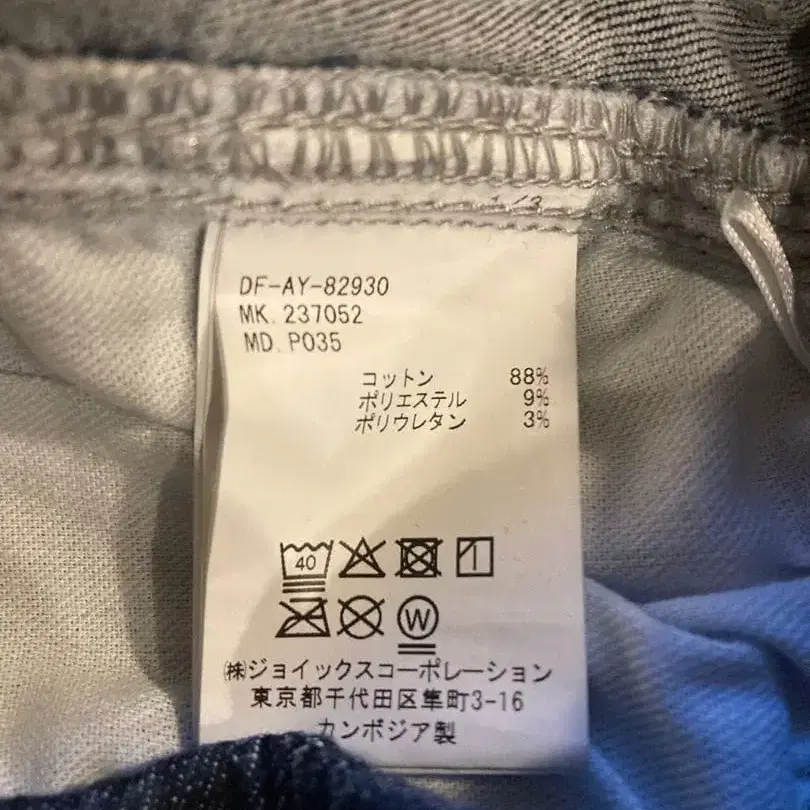 1/3
DF-AY-82930
MK. 237052
MD. P035
コットン 88%
ポリエステル 9%
ポリウレタン 3%
40
W
㈱ジョイックスコーポレーション
東京都千代田区隼町3-16
カンボジア製